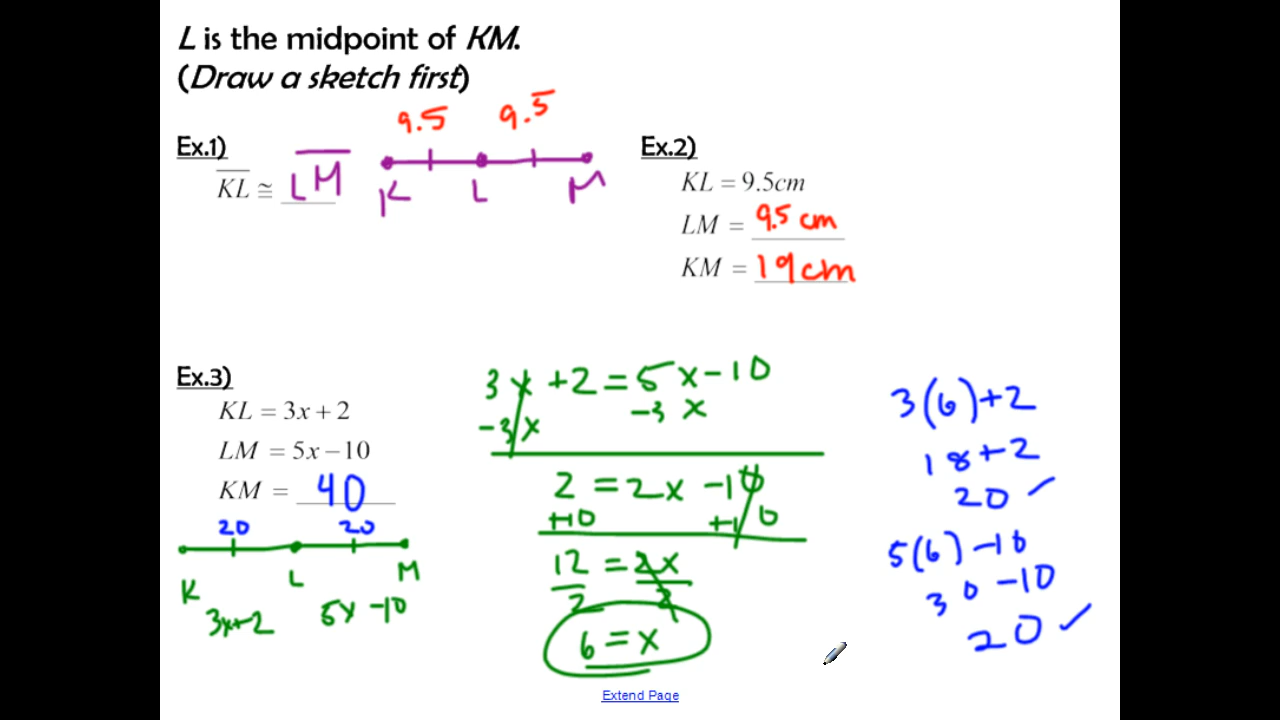 L is the midpoint of KM.
(Draw a sketch first)
9.5 9.5
Ex.1)
KL ≅ LM
K L M
Ex.2)
KL = 9.5cm
LM = 9.5 cm
KM = 19cm
Ex.3)
KL = 3x + 2
LM = 5x − 10
KM = 40
20 20
K L M
3x+2 5x -10
3x +2 = 5x - 10
-3x -3x
2 = 2x - 10
+10 +10
12 = 2x
2 2
6 = x
3(6)+2
18+2
20 ✓
5(6) -10
30 -10
20 ✓
Extend Page